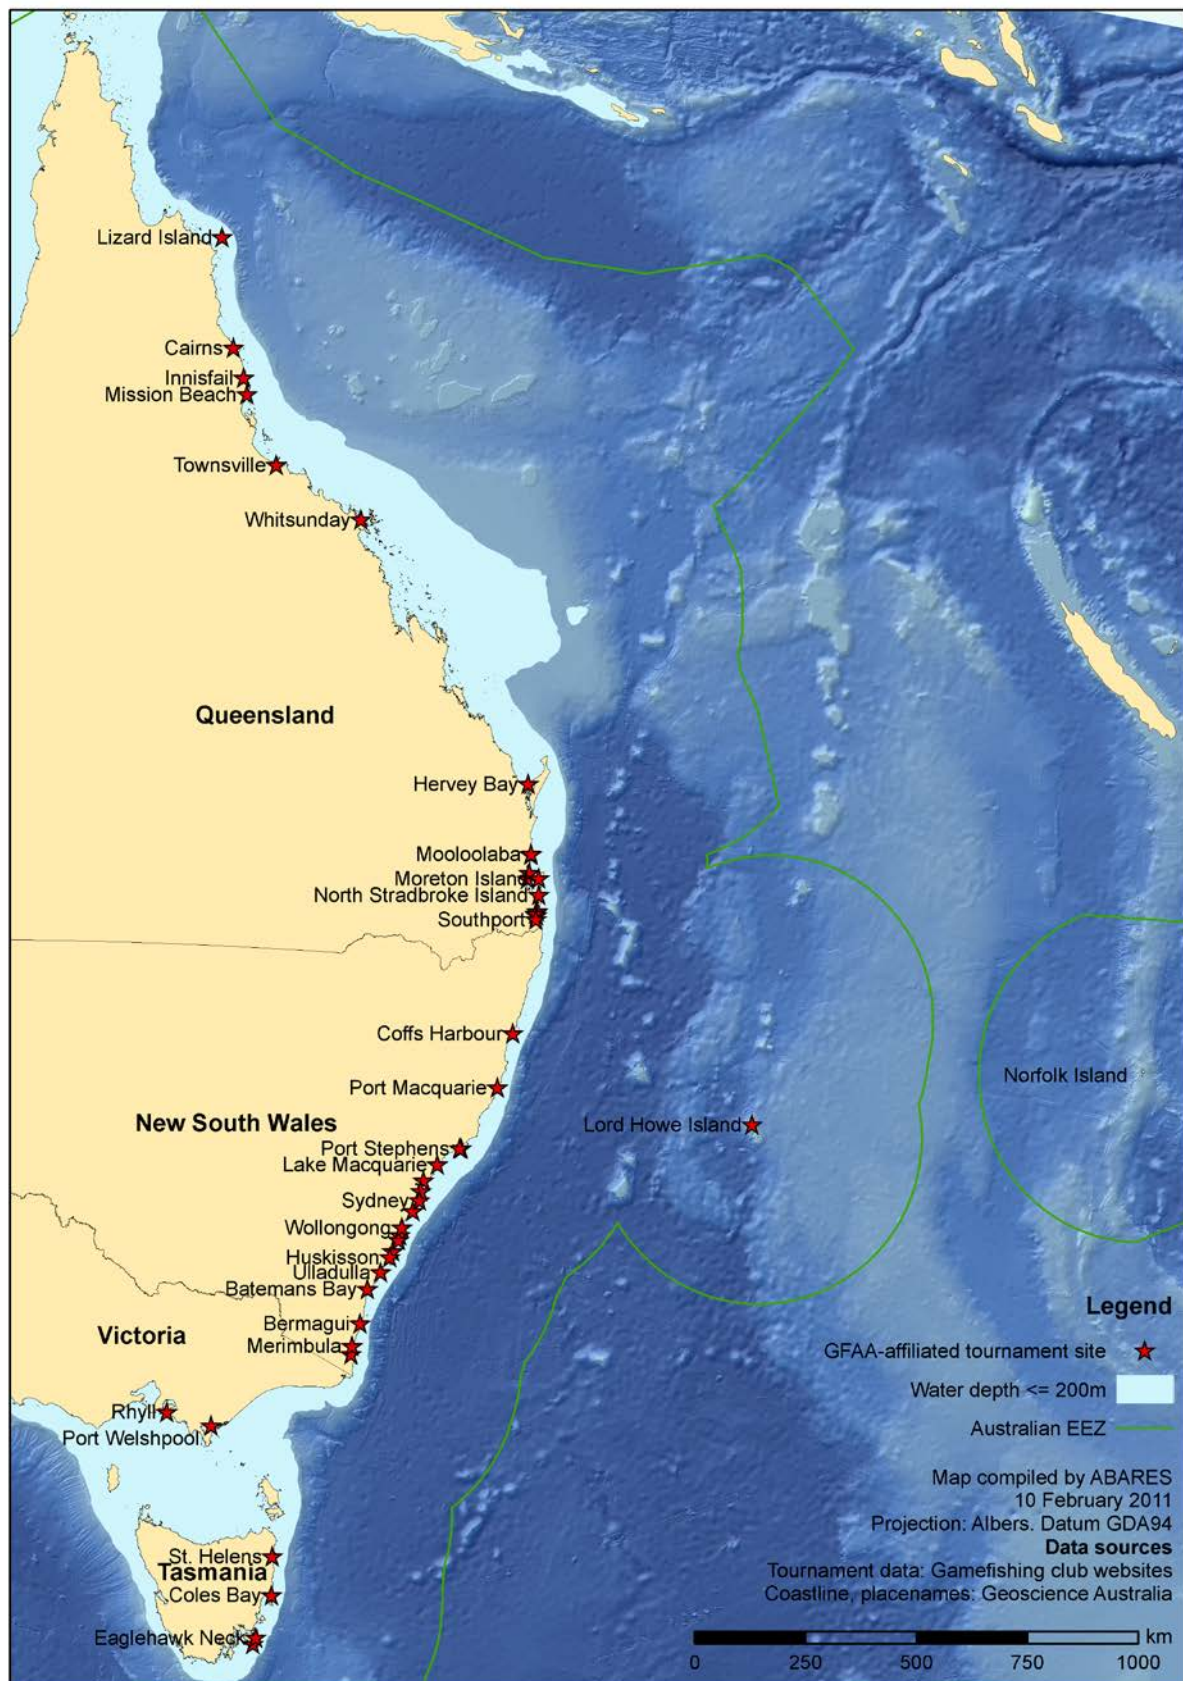 Lizard Island
Cairns
Innisfail
Mission Beach
Townsville
Whitsunday
Queensland
Hervey Bay
Mooloolaba
Moreton Island
North Stradbroke Island
Southport
Coffs Harbour
Norfolk Island
Port Macquarie
New South Wales
Lord Howe Island
Port Stephens
Lake Macquarie
Sydney
Wollongong
Huskisson
Ulladulla
Batemans Bay
Bermagui
Victoria
Merimbula
Rhyll
Port Welshpool
St. Helens
Tasmania
Coles Bay
Eaglehawk Neck
Legend
GFAA-affiliated tournament site
Water depth <= 200m
Australian EEZ
Map compiled by ABARES
10 February 2011
Projection: Albers. Datum GDA94
Data sources
Tournament data: Gamefishing club websites
Coastline, placenames: Geoscience Australia
km
0 250 500 750 1000